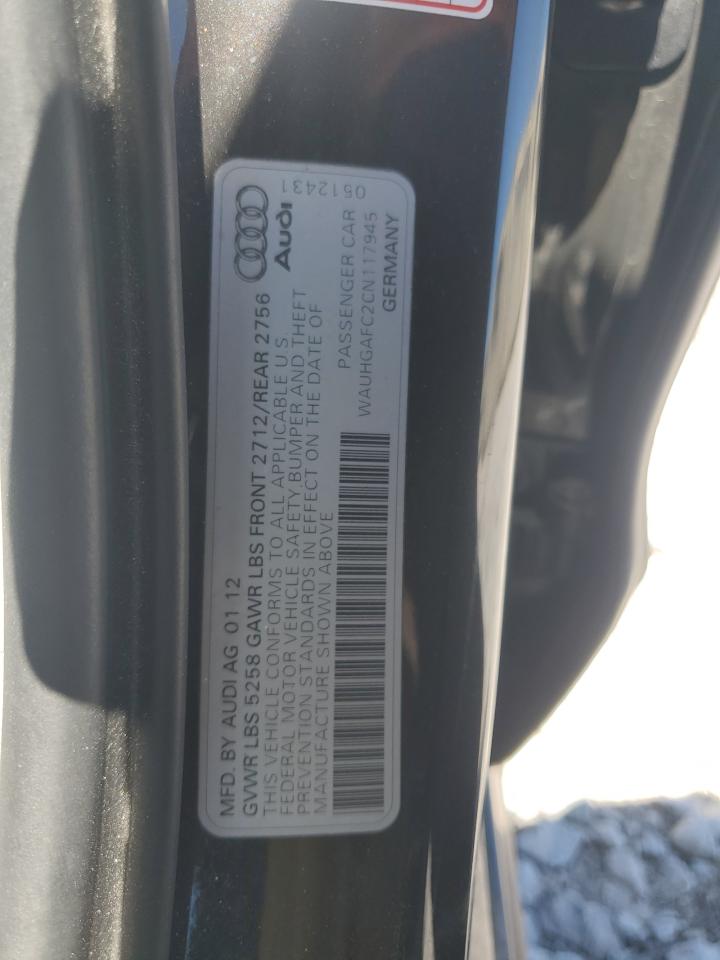 MFD. BY AUDI AG 01 12
GVWR LBS 5258 GAWR LBS FRONT 2712/REAR 2756
THIS VEHICLE CONFORMS TO ALL APPLICABLE U S
FEDERAL MOTOR VEHICLE SAFETY, BUMPER AND THEFT
PREVENTION STANDARDS IN EFFECT ON THE DATE OF
MANUFACTURE SHOWN ABOVE
PASSENGER CAR
WAUHGAFC2CN117945
GERMANY
Audi
0512431